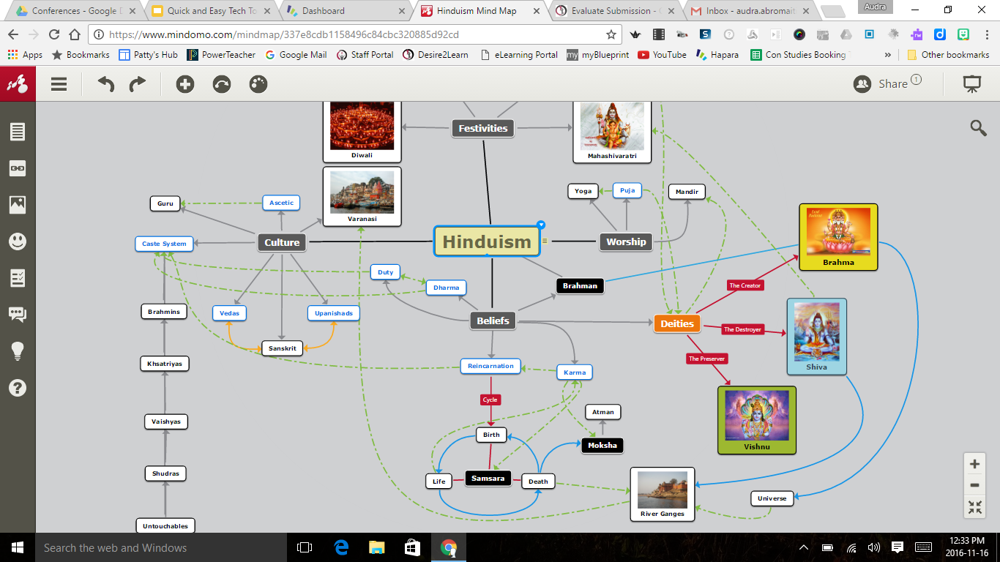 Conferences - Google D
Quick and Easy Tech To
Dashboard
Hinduism Mind Map
Evaluate Submission -
Inbox - audra.abromait
Audra
https://www.mindomo.com/mindmap/337e8cdb1158496c84cbc320885d92cd
Apps
Bookmarks
Patty's Hub
PowerTeacher
Google Mail
Staff Portal
Desire2Learn
eLearning Portal
my myBlueprint
YouTube
Hapara
Con Studies Booking
»
Other bookmarks
Share 1
Festivities
Diwali
Mahashivaratri
Varanasi
Guru
Ascetic
Yoga
Puja
Mandir
Caste System
Culture
Hinduism
Worship
Brahma
Duty
Dharma
Brahman
The Creator
Brahmins
Vedas
Upanishads
Beliefs
Deities
The Destroyer
Shiva
Sanskrit
The Preserver
Khsatriyas
Reincarnation
Karma
Cycle
Atman
Vaishyas
Birth
Moksha
Vishnu
Shudras
Life
Samsara
Death
Universe
River Ganges
Untouchables
Search the web and Windows
12:33 PM
2016-11-16